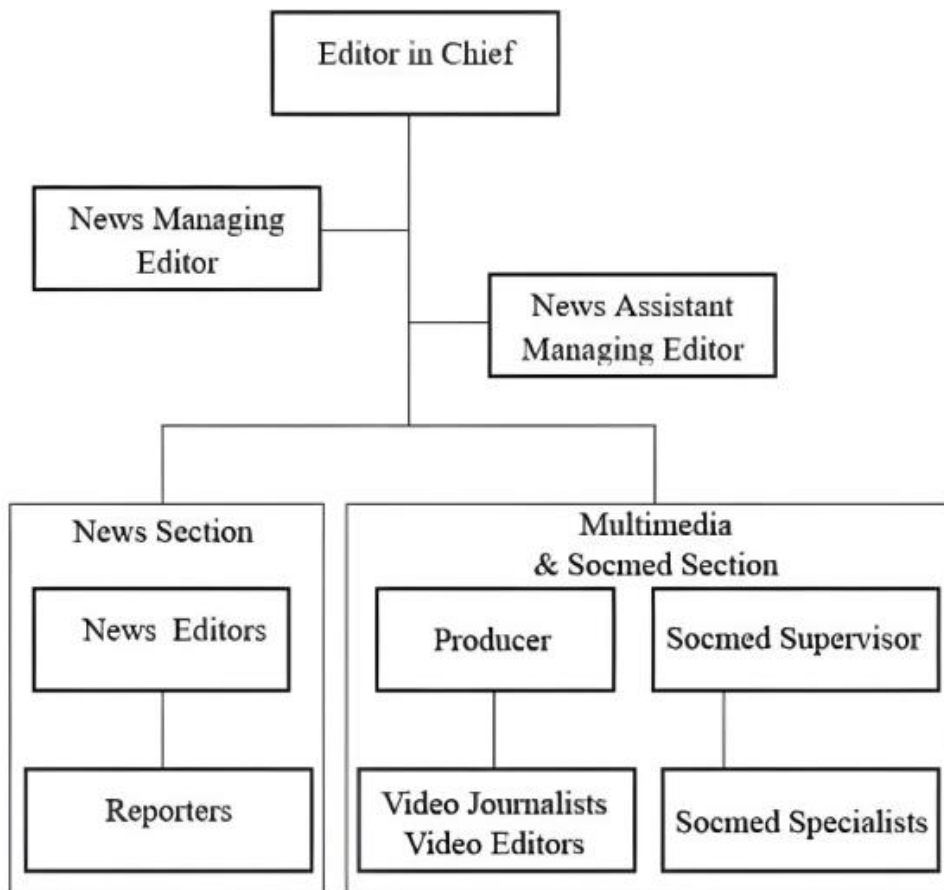 Editor in Chief
News Managing
Editor
News Assistant
Managing Editor
News Section
News Editors
Reporters
Multimedia
& Socmed Section
Producer
Socmed Supervisor
Video Journalists
Video Editors
Socmed Specialists